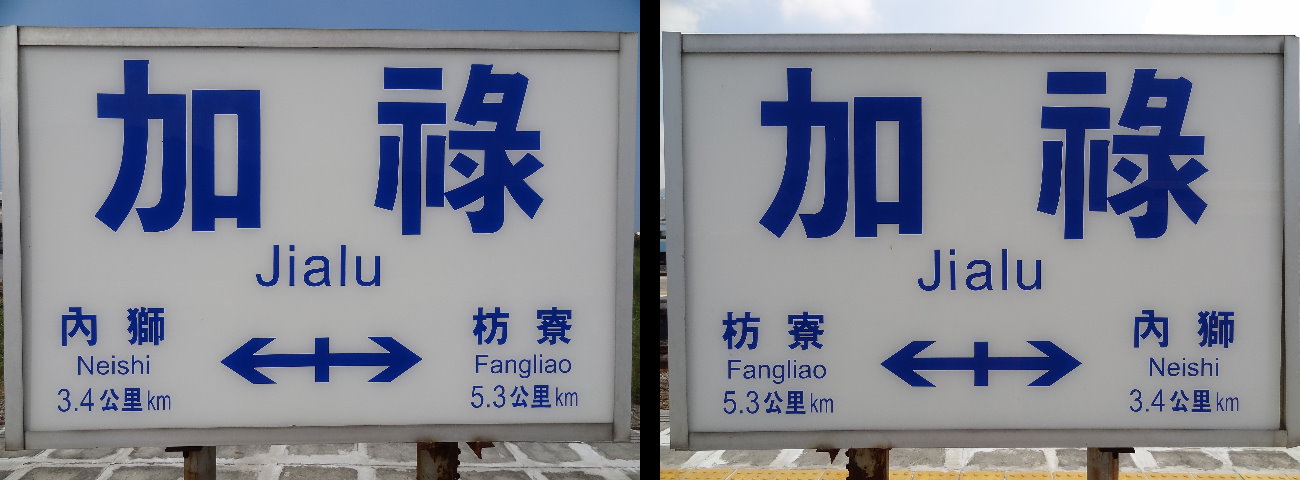 加祿
Jialu
內獅 枋寮
Neishi Fangliao
3.4公里km 5.3公里km
加祿
Jialu
枋寮 內獅
Fangliao Neishi
5.3公里km 3.4公里km